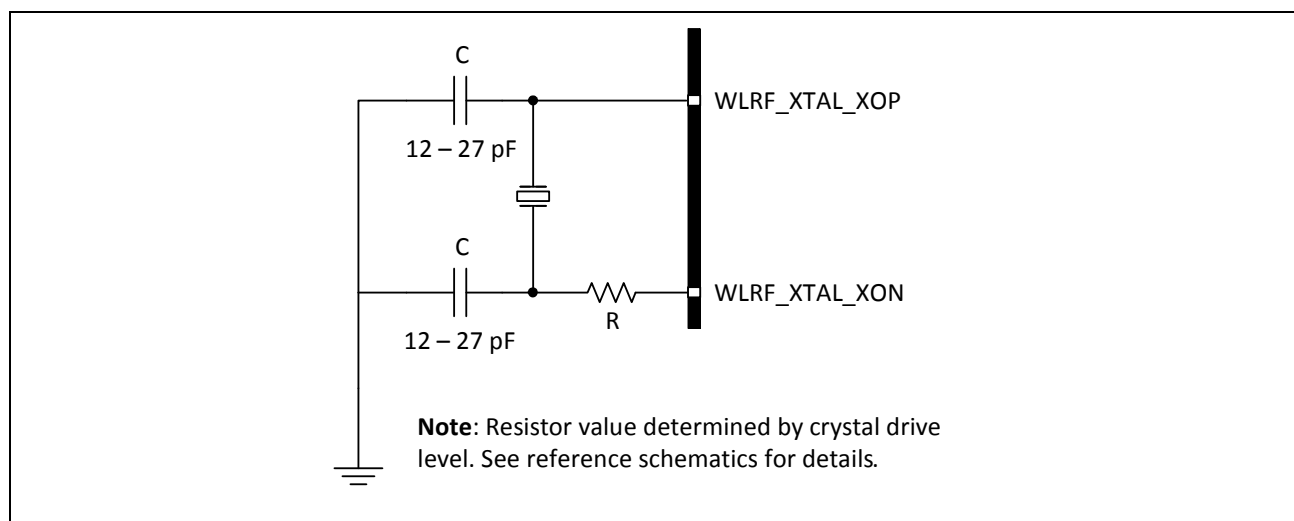 C
WLRF_XTAL_XOP
12 – 27 pF
C
WLRF_XTAL_XON
R
12 – 27 pF
Note: Resistor value determined by crystal drive
level. See reference schematics for details.